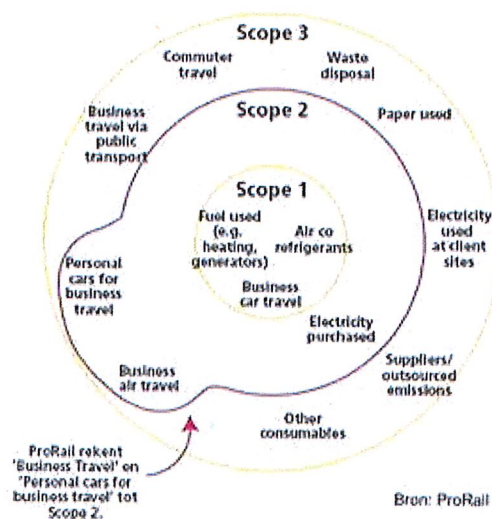 Scope 3
Commuter
travel
Waste
disposal
Business
travel via
public
transport
Scope 2
Paper used
Scope 1
Fuel used
(e.g.
heating,
generators)
Air co
refrigerants
Electricity
used
at client
sites
Personal
cars for
business
travel
Business
car travel
Electricity
purchased
Business
air travel
Suppliers/
outsourced
emissions
Other
consumables
ProRail rekent
'Business Travel' en
'Personal cars for
business travel' tot
Scope 2.
Bron: ProRail